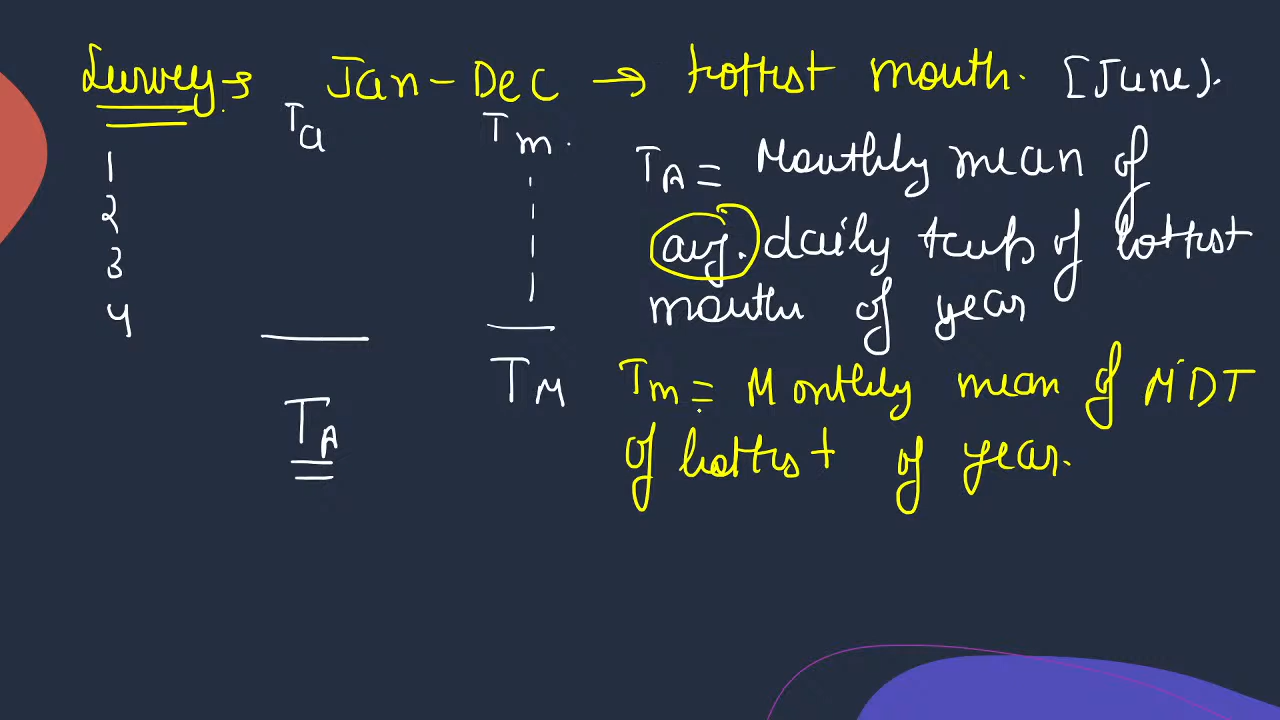 Survey → Jan - Dec → hottest month. [June].
Ta Tm.
1
2
3
4
TA TM
TA = Monthly mean of
avg. daily temp of hottest
month of year
Tm = Monthly mean of MDT
of hottest of year.